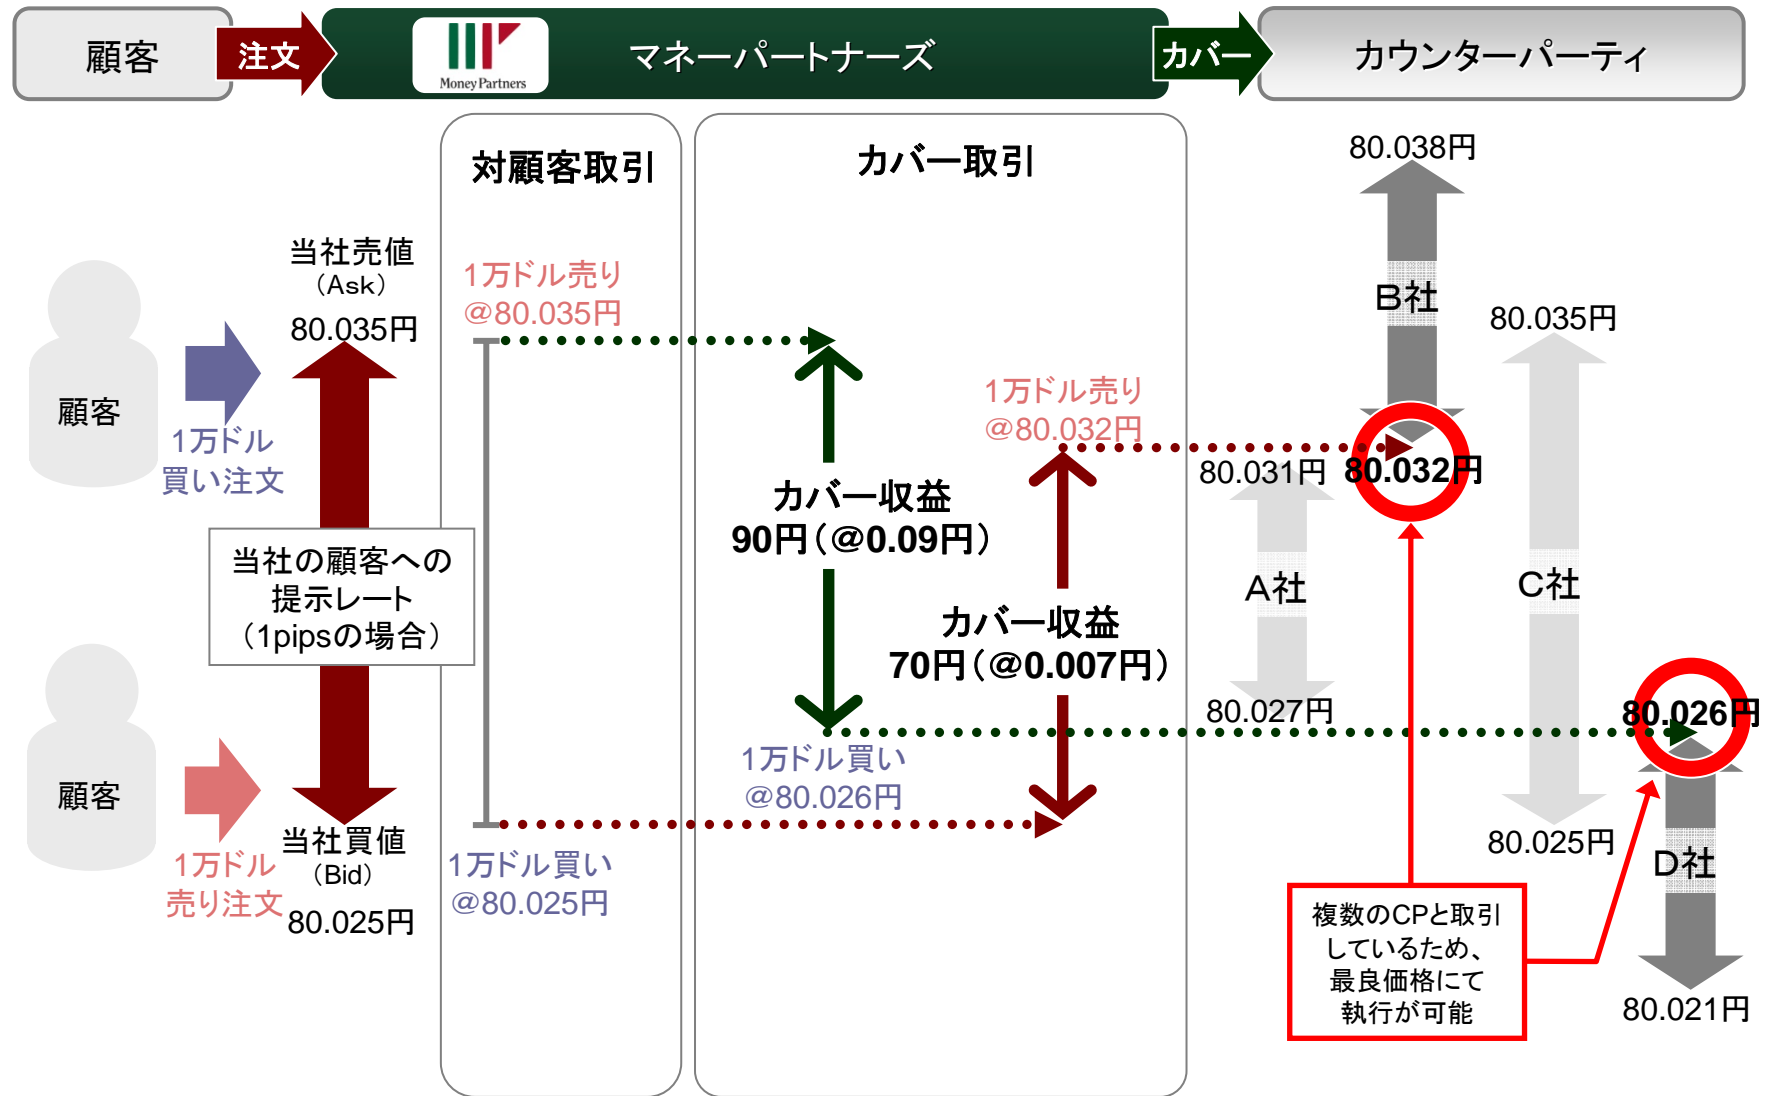 顧客
注文
Money Partners
マネーパートナーズ
カバー
カウンターパーティ
対顧客取引
カバー取引
当社売値
（Ask）
80.035円
顧客
1万ドル
買い注文
当社の顧客への
提示レート
（1pipsの場合）
顧客
1万ドル
売り注文
当社買値
（Bid）
80.025円
1万ドル売り
＠80.035円
1万ドル買い
＠80.025円
カバー収益
90円（＠0.09円）
1万ドル買い
＠80.026円
1万ドル売り
＠80.032円
カバー収益
70円（＠0.007円）
80.031円
A社
80.027円
80.038円
B社
80.032円
80.035円
C社
80.025円
80.026円
D社
80.021円
複数のCPと取引
しているため、
最良価格にて
執行が可能